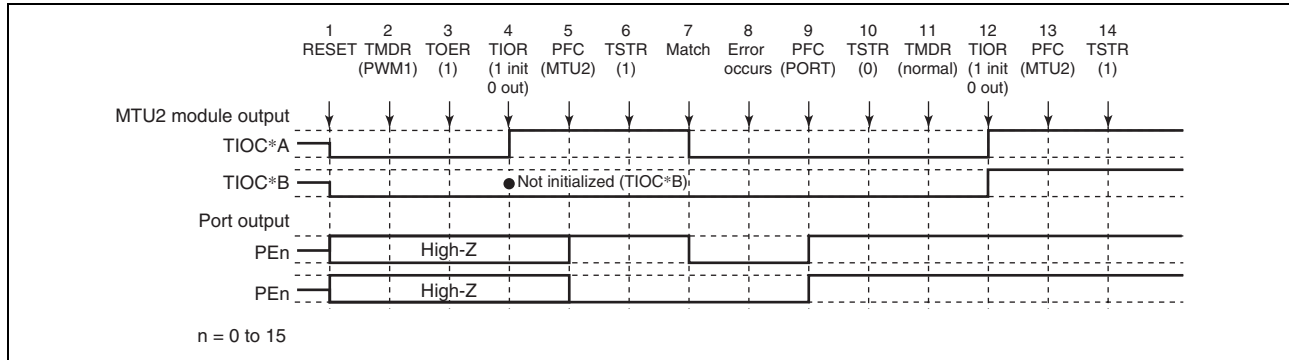 1 2 3 4 5 6 7 8 9 10 11 12 13 14
RESET TMDR TOER TIOR PFC TSTR Match Error PFC TSTR TMDR TIOR PFC TSTR
(PWM1) (1) (1 init (MTU2) (1) occurs (PORT) (0) (normal) (1 init (MTU2) (1)
0 out) 0 out)
MTU2 module output
TIOC*A
TIOC*B ● Not initialized (TIOC*B)
Port output
PEn High-Z
PEn High-Z
n = 0 to 15